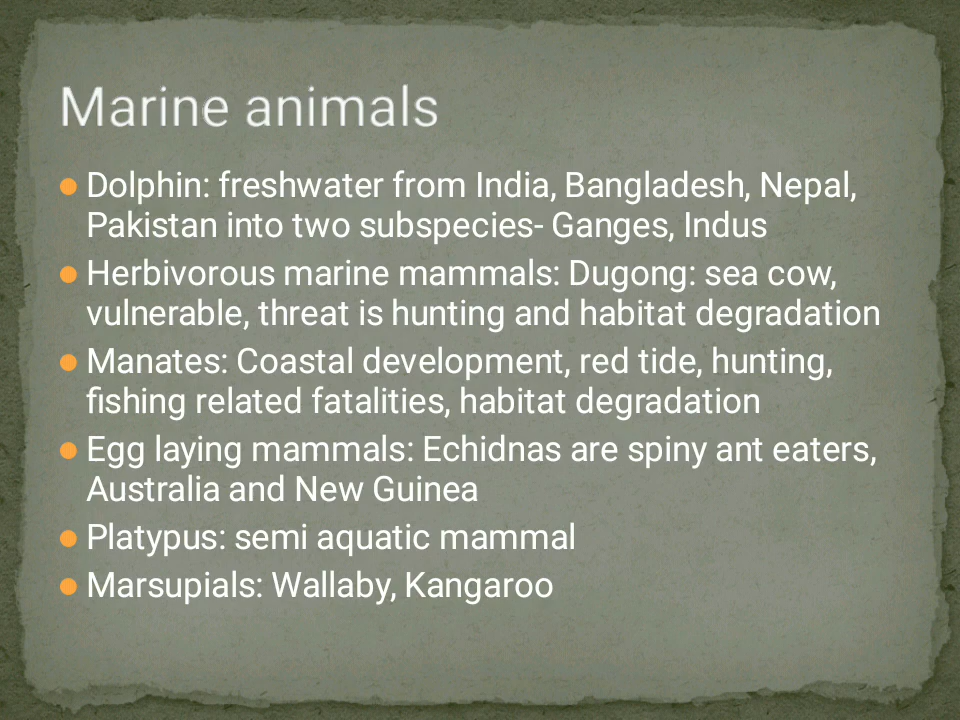 Marine animals
Dolphin: freshwater from India, Bangladesh, Nepal,
Pakistan into two subspecies- Ganges, Indus
Herbivorous marine mammals: Dugong: sea cow,
vulnerable, threat is hunting and habitat degradation
Manates: Coastal development, red tide, hunting,
fishing related fatalities, habitat degradation
Egg laying mammals: Echidnas are spiny ant eaters,
Australia and New Guinea
Platypus: semi aquatic mammal
Marsupials: Wallaby, Kangaroo